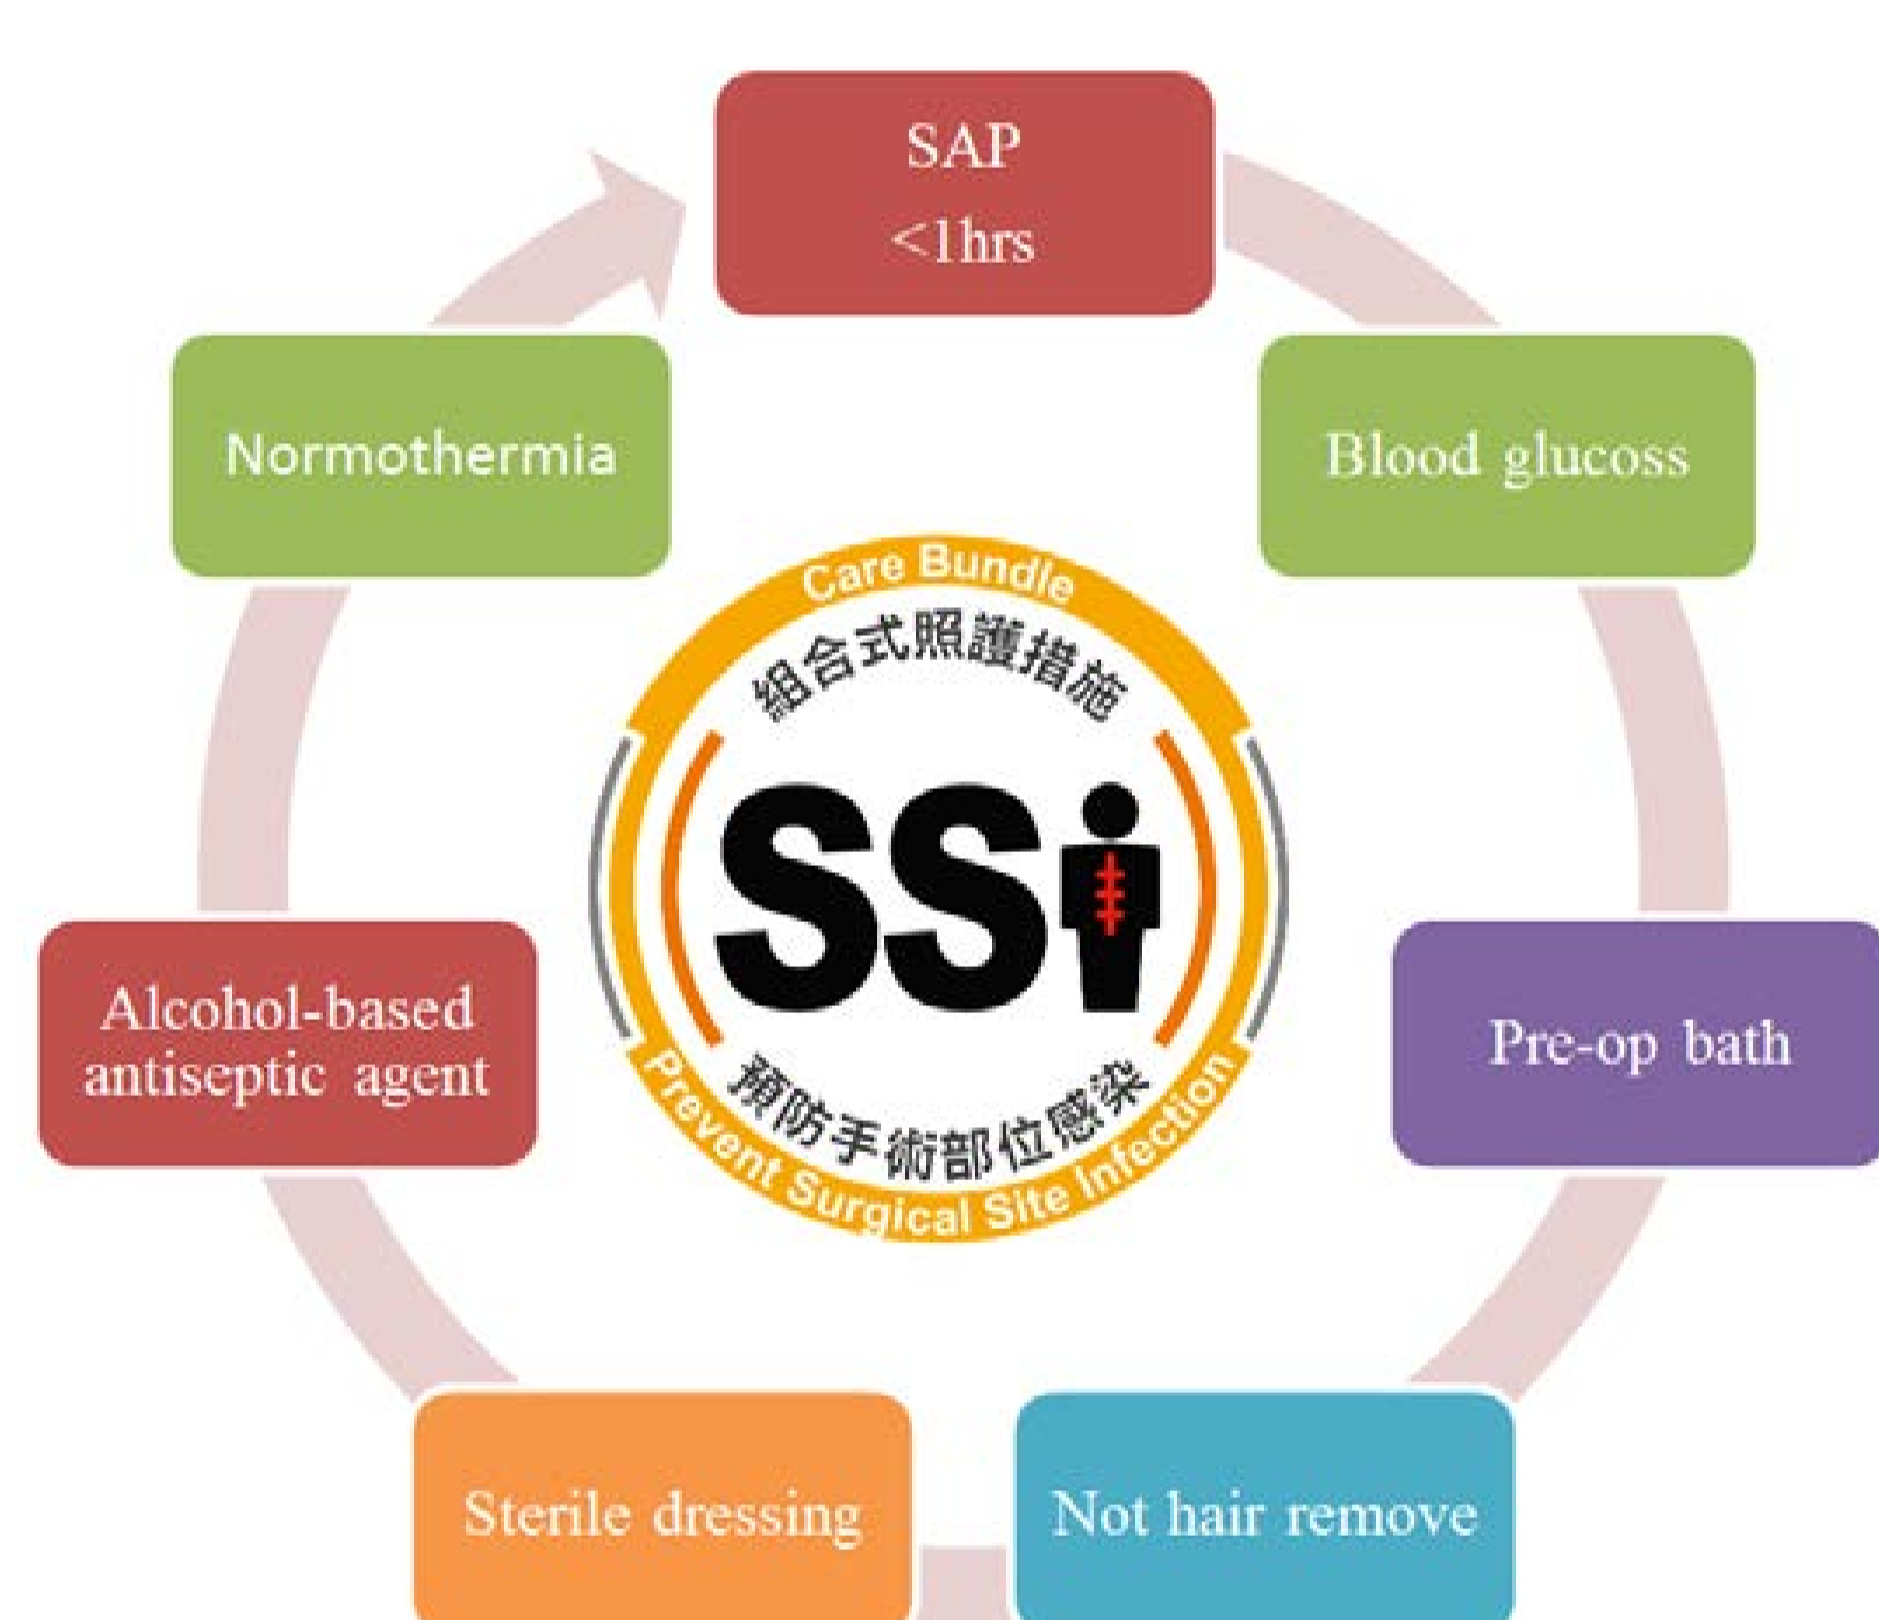 SAP
<1hrs
Blood glucoss
Pre-op bath
Not hair remove
Sterile dressing
Alcohol-based
antiseptic agent
Normothermia
Care Bundle
組合式照護措施
SSi
預防手術部位感染
Prevent Surgical Site Infection